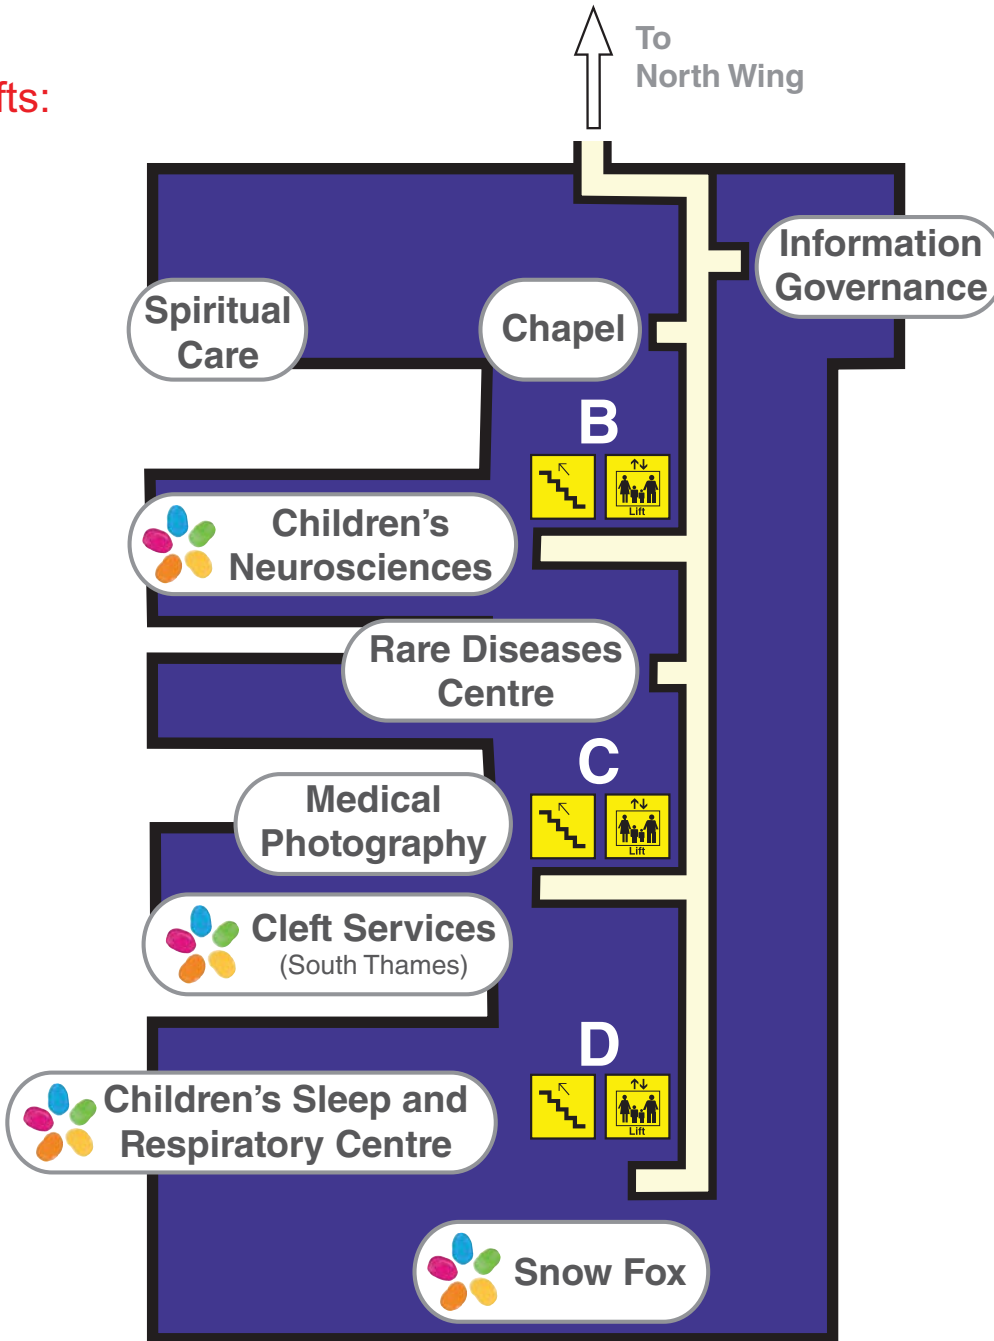 To
North Wing
fts:
Information
Governance
Spiritual
Care
Chapel
B
Lift
Children’s
Neurosciences
Rare Diseases
Centre
C
Lift
Medical
Photography
Cleft Services
(South Thames)
D
Lift
Children’s Sleep and
Respiratory Centre
Snow Fox